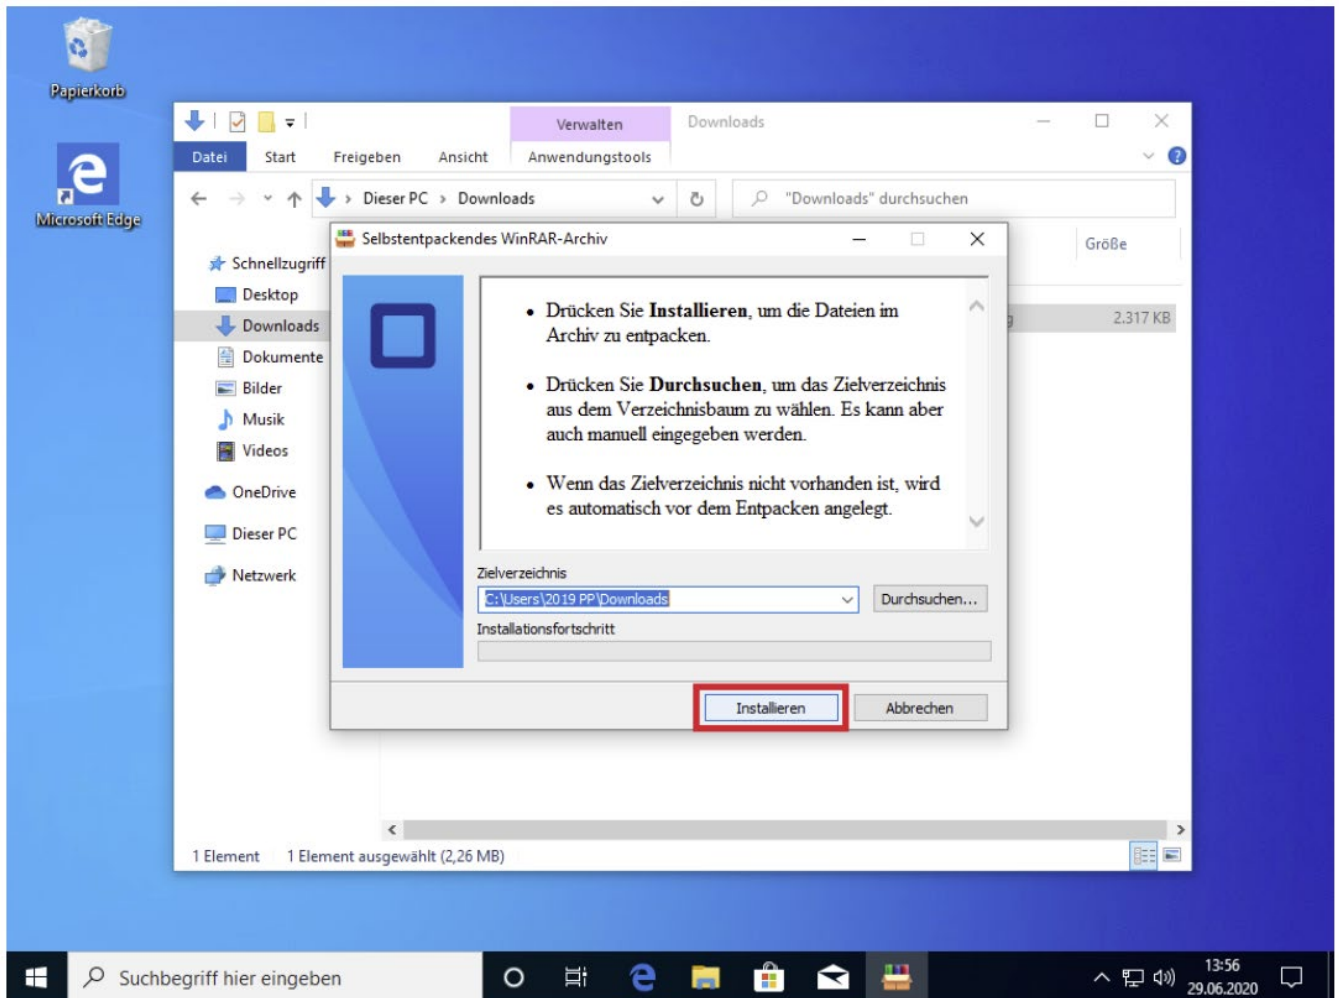 Papierkorb
Microsoft Edge
Verwalten
Downloads
Datei Start Freigeben Ansicht Anwendungstools
Dieser PC > Downloads
"Downloads" durchsuchen
Selbstentpackendes WinRAR-Archiv
Größe
2.317 KB
Schnellzugriff
Desktop
Downloads
Dokumente
Bilder
Musik
Videos
OneDrive
Dieser PC
Netzwerk
• Drücken Sie Installieren, um die Dateien im
Archiv zu entpacken.
• Drücken Sie Durchsuchen, um das Zielverzeichnis
aus dem Verzeichnisbaum zu wählen. Es kann aber
auch manuell eingegeben werden.
• Wenn das Zielverzeichnis nicht vorhanden ist, wird
es automatisch vor dem Entpacken angelegt.
Zielverzeichnis
C:\Users\2019 PP\Downloads
Durchsuchen...
Installationsfortschritt
Installieren
Abbrechen
1 Element 1 Element ausgewählt (2,26 MB)
Suchbegriff hier eingeben
13:56
29.06.2020